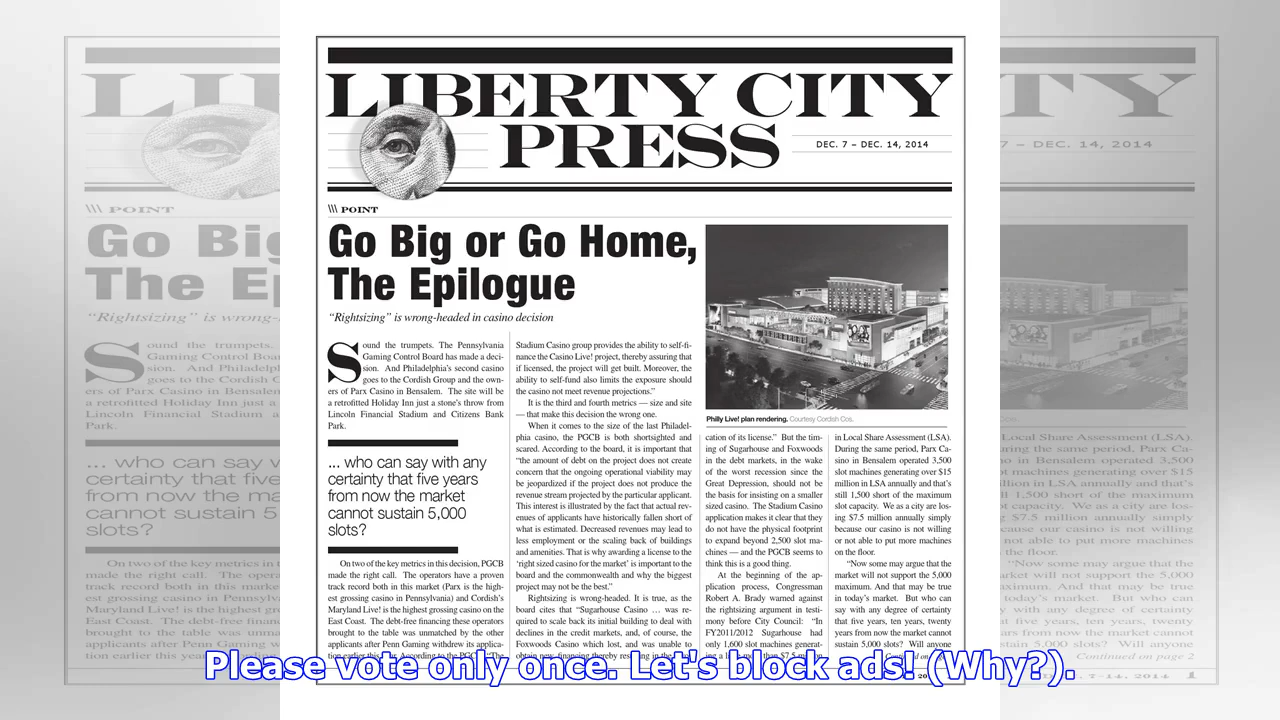 LIBERTY CITY
PRESS
DEC. 7 – DEC. 14, 2014
\\\ POINT
Go Big or Go Home,
The Epilogue
“Rightsizing” is wrong-headed in casino decision
Sound the trumpets. The Pennsylvania
Gaming Control Board has made a deci-
sion. And Philadelphia's second casino
goes to the Cordish Group and the own-
ers of Parx Casino in Bensalem. The site will be
a retrofitted Holiday Inn just a stone's throw from
Lincoln Financial Stadium and Citizens Bank
Park.
... who can say with any
certainty that five years
from now the market
cannot sustain 5,000
slots?
On two of the key metrics in this decision, PGCB
made the right call. The operators have a proven
track record both in this market (Parx is the high-
est grossing casino in Pennsylvania) and Cordish's
Maryland Live! is the highest grossing casino on the
East Coast. The debt-free financing these operators
brought to the table was unmatched by the other
applicants after Penn Gaming withdrew its applica-
tion earlier this year. According to the PGCB “The
Stadium Casino group provides the ability to self-fi-
nance the Casino Live! project, thereby assuring that
if licensed, the project will get built. Moreover, the
ability to self-fund also limits the exposure should
the casino not meet revenue projections.”
It is the third and fourth metrics — size and site
— that make this decision the wrong one.
When it comes to the size of the last Philadel-
phia casino, the PGCB is both shortsighted and
scared. According to the board, it is important that
“the amount of debt on the project does not create
concern that the ongoing operational viability may
be jeopardized if the project does not produce the
revenue stream projected by the particular applicant.
This interest is illustrated by the fact that actual rev-
enues of applicants have historically fallen short of
what is estimated. Decreased revenues may lead to
less employment or the scaling back of buildings
and amenities. That is why awarding a license to the
'right sized casino for the market' is important to the
board and the commonwealth and why the biggest
project may not be the best.”
Rightsizing is wrong-headed. It is true, as the
board cites that “Sugarhouse Casino … was re-
quired to scale back its initial building to deal with
declines in the credit markets, and, of course, the
Foxwoods Casino which lost, and was unable to
obtain new financing thereby resulting in the
Philly Live! plan rendering. Courtesy Cordish Cos.
cation of its license.” But the tim-
ing of Sugarhouse and Foxwoods
in the debt markets, in the wake
of the worst recession since the
Great Depression, should not be
the basis for insisting on a smaller
sized casino. The Stadium Casino
application makes it clear that they
do not have the physical footprint
to expand beyond 2,500 slot ma-
chines — and the PGCB seems to
think this is a good thing.
At the beginning of the ap-
plication process, Congressman
Robert A. Brady warned against
the rightsizing argument in testi-
mony before City Council: “In
FY2011/2012 Sugarhouse had
only 1,600 slot machines generat-
in Local Share Assessment (LSA).
During the same period, Parx Ca-
sino in Bensalem operated 3,500
slot machines generating over $15
million in LSA annually and that's
still 1,500 short of the maximum
slot capacity. We as a city are los-
ing $7.5 million annually simply
because our casino is not willing
or not able to put more machines
on the floor.
“Now some may argue that the
market will not support the 5,000
maximum. And that may be true
in today's market. But who can
say with any degree of certainty
that five years, ten years, twenty
years from now the market cannot
sustain 5,000 slots? Will anyone
Continued on page 2
Please vote only once. Let's block ads! (Why?).